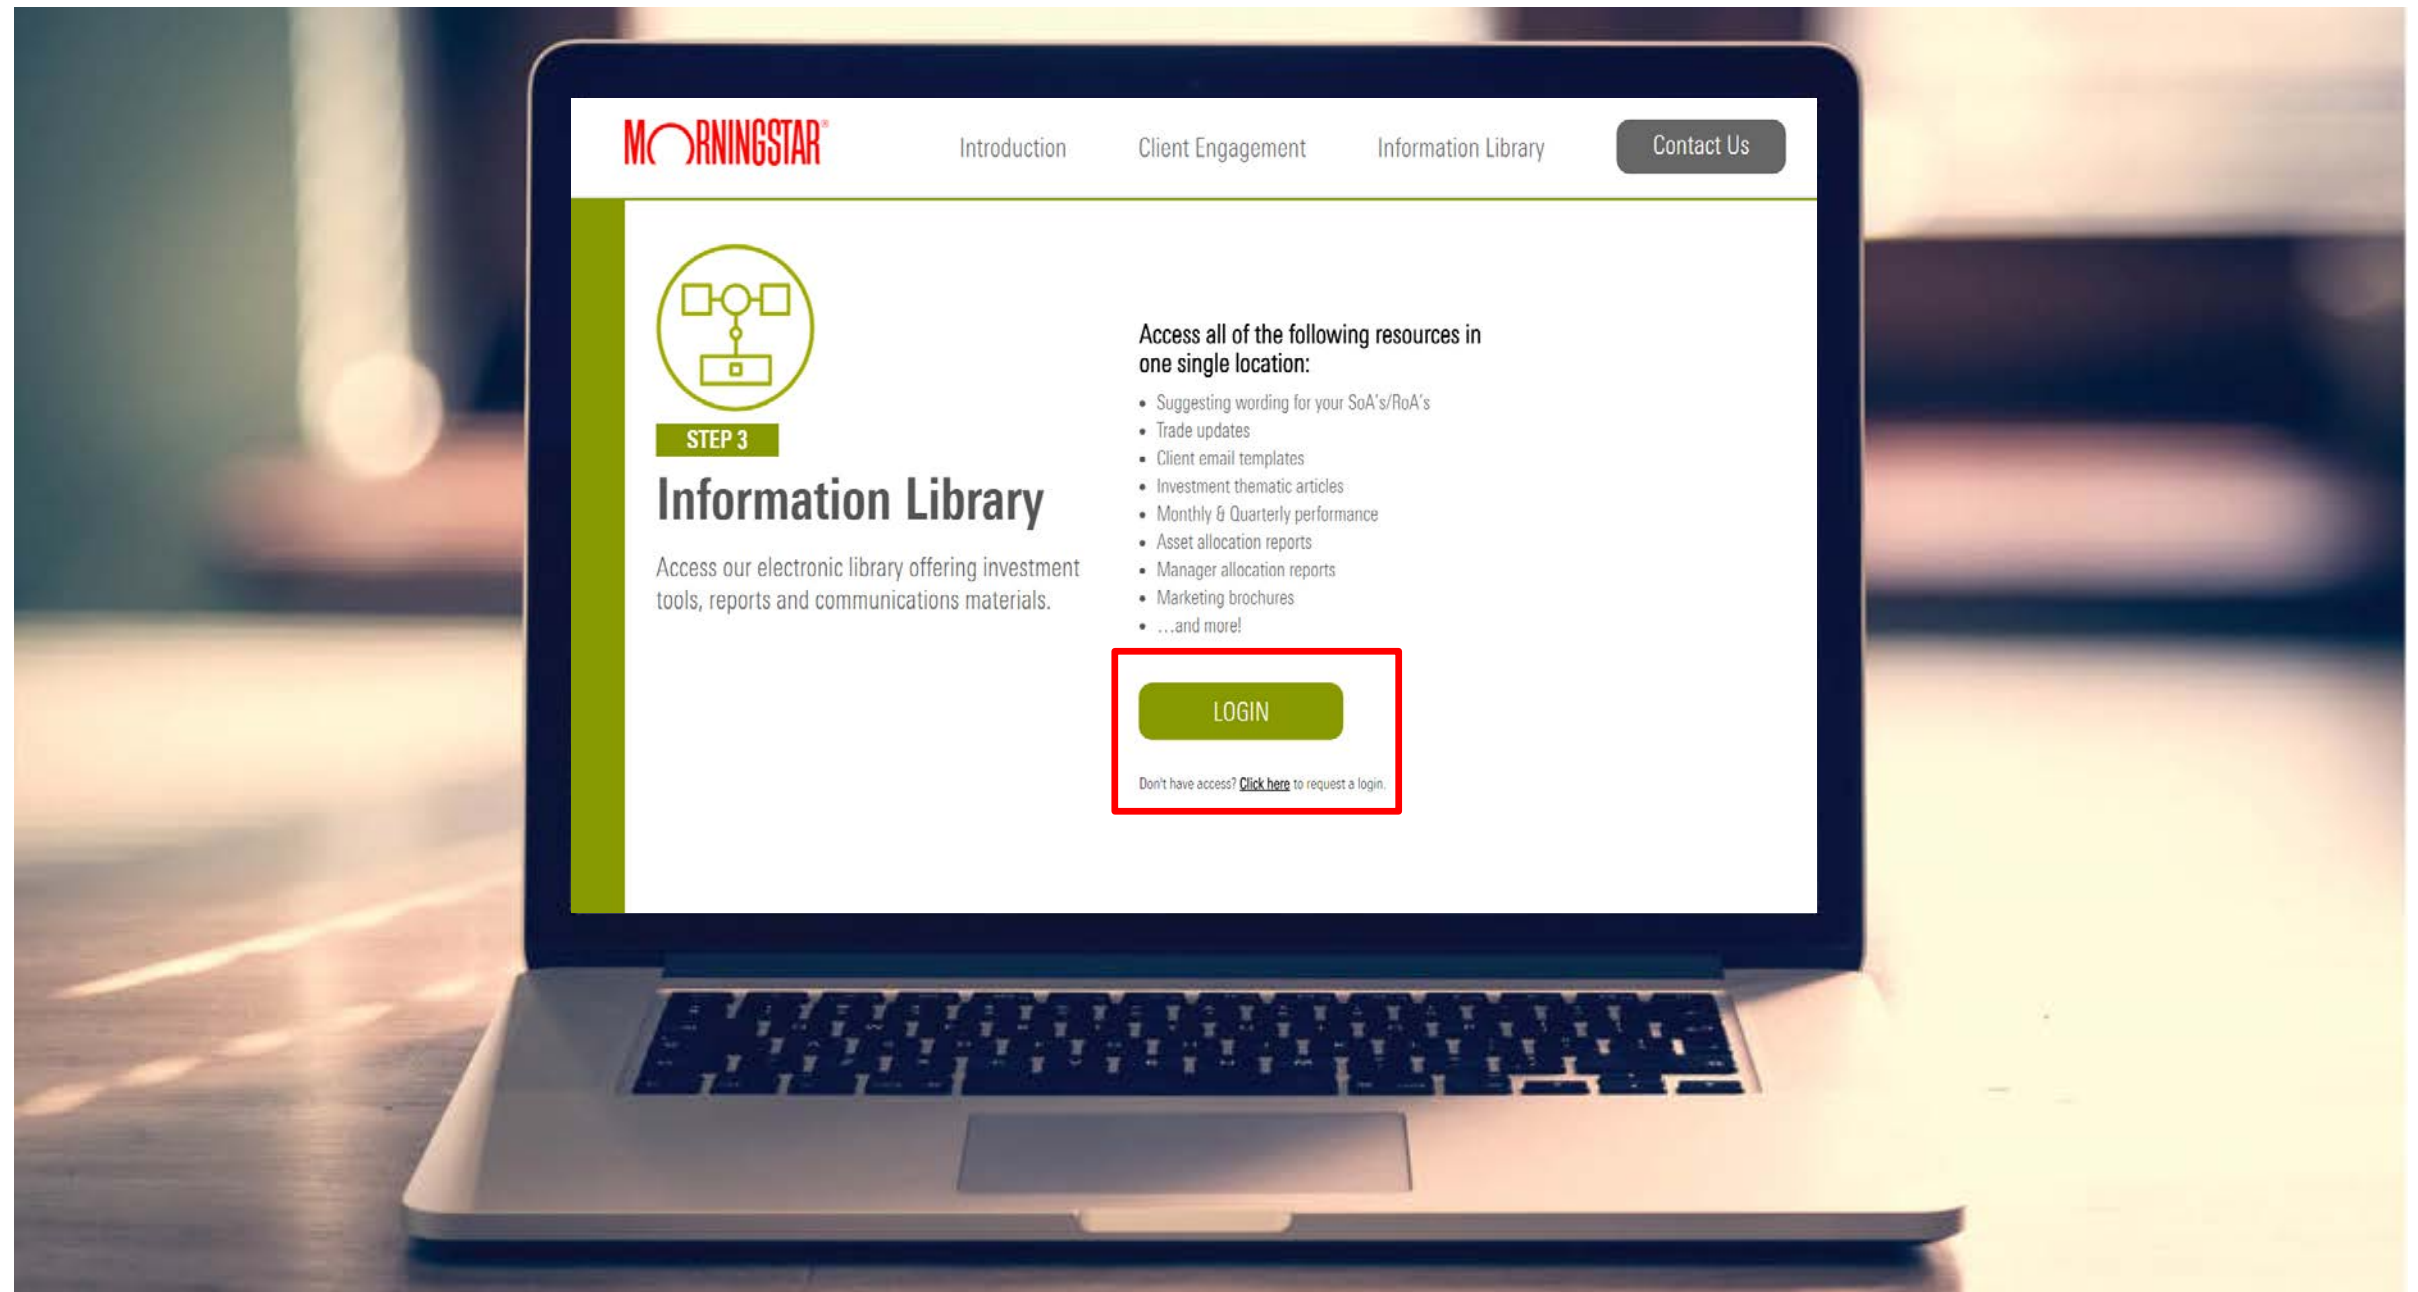 MORNINGSTAR®
Introduction
Client Engagement
Information Library
Contact Us
STEP 3
Information Library
Access our electronic library offering investment
tools, reports and communications materials.
Access all of the following resources in
one single location:
• Suggesting wording for your SoA's/RoA's
• Trade updates
• Client email templates
• Investment thematic articles
• Monthly & Quarterly performance
• Asset allocation reports
• Manager allocation reports
• Marketing brochures
• …and more!
LOGIN
Don't have access? Click here to request a login.